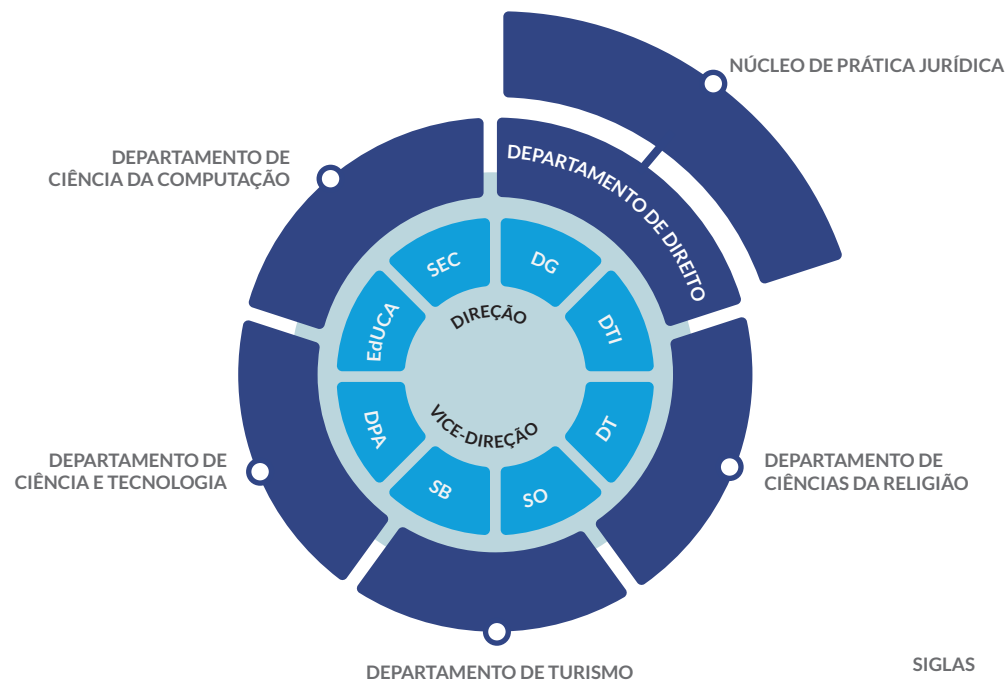 NÚCLEO DE PRÁTICA JURÍDICA
DEPARTAMENTO DE DIREITO
DEPARTAMENTO DE
CIÊNCIA DA COMPUTAÇÃO
SEC
DG
EdUCA
DTI
DIREÇÃO
VICE-DIREÇÃO
DPA
DT
SB
SO
DEPARTAMENTO DE
CIÊNCIA E TECNOLOGIA
DEPARTAMENTO DE
CIÊNCIAS DA RELIGIÃO
DEPARTAMENTO DE TURISMO
SIGLAS